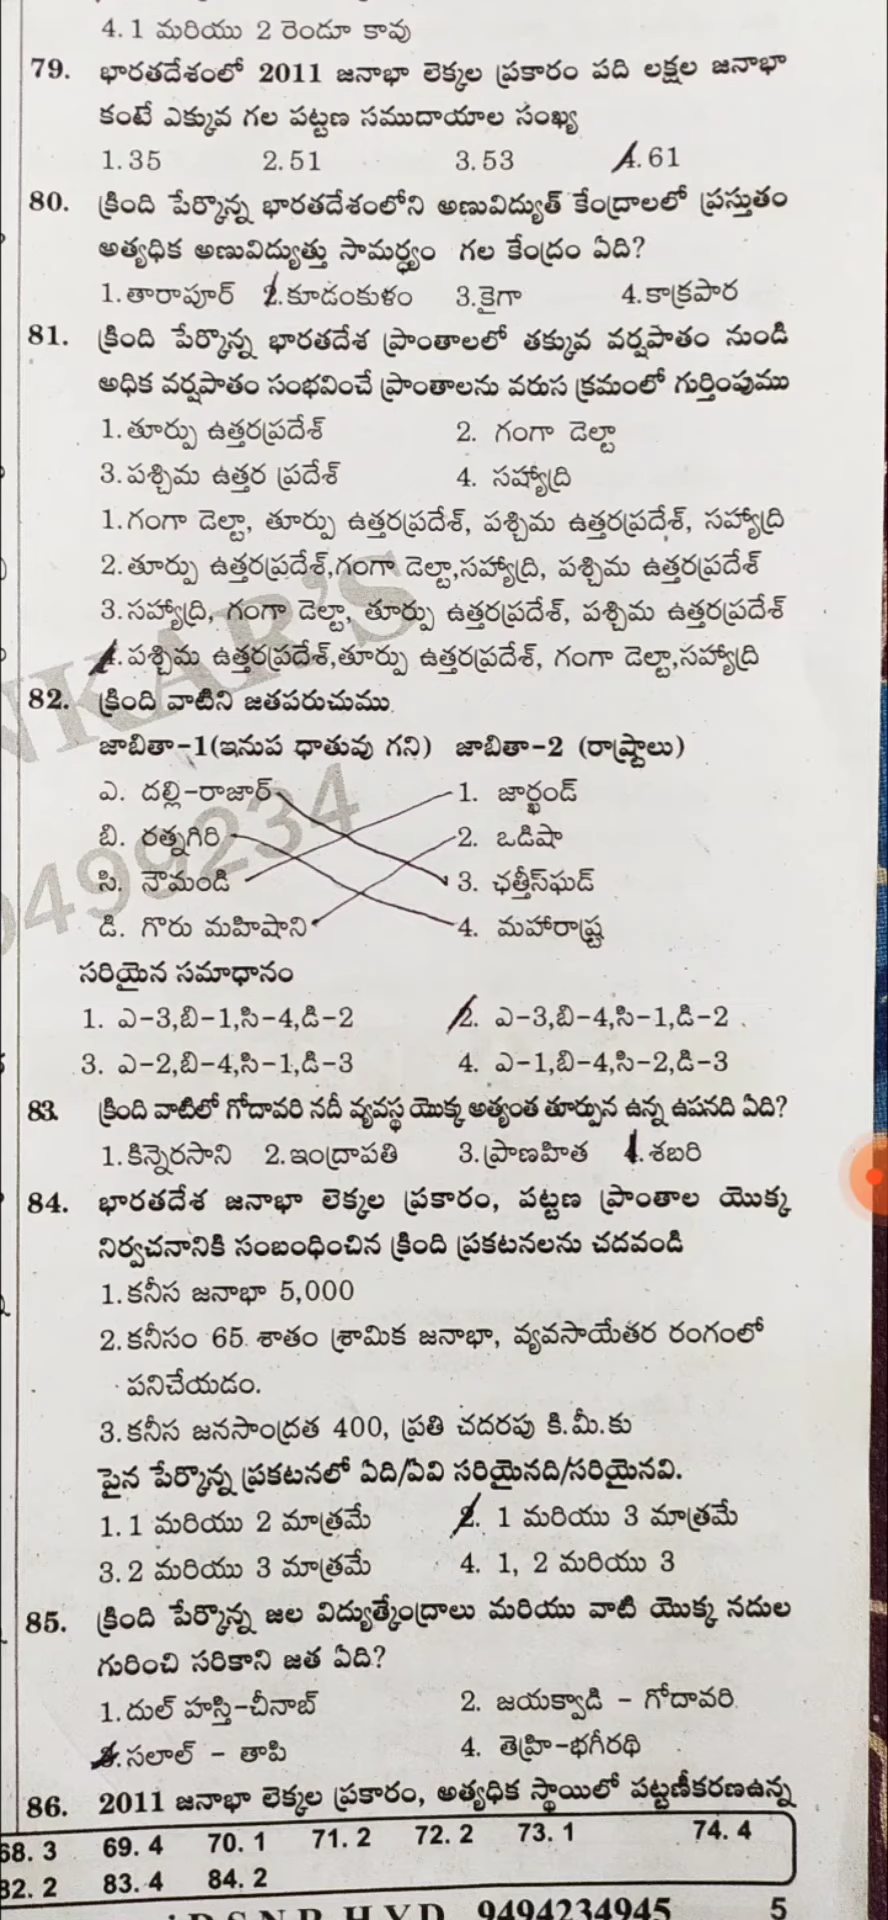 4. 1 మరియు 2 రెండూ కావు
79. భారతదేశంలో 2011 జనాభా లెక్కల ప్రకారం పది లక్షల జనాభా
కంటే ఎక్కువ గల పట్టణ సముదాయాల సంఖ్య
1. 35 2. 51 3. 53 4. 61
80. క్రింది పేర్కొన్న భారతదేశంలోని అణువిద్యుత్ కేంద్రాలలో ప్రస్తుతం
అత్యధిక అణువిద్యుత్తు సామర్ధ్యం గల కేంద్రం ఏది?
1. తారాపూర్ 2. కూడంకుళం 3. కైగా 4. కాక్రపార
81. క్రింది పేర్కొన్న భారతదేశ ప్రాంతాలలో తక్కువ వర్షపాతం నుండి
అధిక వర్షపాతం సంభవించే ప్రాంతాలను వరుస క్రమంలో గుర్తింపుము
1. తూర్పు ఉత్తరప్రదేశ్ 2. గంగా డెల్టా
3. పశ్చిమ ఉత్తర ప్రదేశ్ 4. సహ్యాద్రి
1. గంగా డెల్టా, తూర్పు ఉత్తరప్రదేశ్, పశ్చిమ ఉత్తరప్రదేశ్, సహ్యాద్రి
2. తూర్పు ఉత్తరప్రదేశ్,గంగా డెల్టా,సహ్యాద్రి, పశ్చిమ ఉత్తరప్రదేశ్
3. సహ్యాద్రి, గంగా డెల్టా, తూర్పు ఉత్తరప్రదేశ్, పశ్చిమ ఉత్తరప్రదేశ్
4. పశ్చిమ ఉత్తరప్రదేశ్,తూర్పు ఉత్తరప్రదేశ్, గంగా డెల్టా,సహ్యాద్రి
82. క్రింది వాటిని జతపరుచుము
జాబితా-1(ఇనుప ధాతువు గని) జాబితా-2 (రాష్ట్రాలు)
ఎ. దల్లి-రాజార్ 1. జార్ఖండ్
బి. రత్నగిరి 2. ఒడిషా
సి. నౌమండి 3. ఛత్తీస్‌ఘడ్
డి. గొరు మహిషాని 4. మహారాష్ట్ర
సరియైన సమాధానం
1. ఎ-3,బి-1,సి-4,డి-2 2. ఎ-3,బి-4,సి-1,డి-2
3. ఎ-2,బి-4,సి-1,డి-3 4. ఎ-1,బి-4,సి-2,డి-3
83. క్రింది వాటిలో గోదావరి నదీ వ్యవస్థ యొక్క అత్యంత తూర్పున ఉన్న ఉపనది ఏది?
1. కిన్నెరసాని 2. ఇంద్రాపతి 3. ప్రాణహిత 4. శబరి
84. భారతదేశ జనాభా లెక్కల ప్రకారం, పట్టణ ప్రాంతాల యొక్క
నిర్వచనానికి సంబంధించిన క్రింది ప్రకటనలను చదవండి
1. కనీస జనాభా 5,000
2. కనీసం 65 శాతం శ్రామిక జనాభా, వ్యవసాయేతర రంగంలో
పనిచేయడం.
3. కనీస జనసాంద్రత 400, ప్రతి చదరపు కి.మీ.కు
పైన పేర్కొన్న ప్రకటనలో ఏది/ఏవి సరియైనది/సరియైనవి.
1. 1 మరియు 2 మాత్రమే 2. 1 మరియు 3 మాత్రమే
3. 2 మరియు 3 మాత్రమే 4. 1, 2 మరియు 3
85. క్రింది పేర్కొన్న జల విద్యుత్కేంద్రాలు మరియు వాటి యొక్క నదుల
గురించి సరికాని జత ఏది?
1. దుల్ హస్తి-చీనాబ్ 2. జయక్వాడి - గోదావరి
3. సలాల్ - తాపి 4. తెహ్రి-భగీరథి
86. 2011 జనాభా లెక్కల ప్రకారం, అత్యధిక స్థాయిలో పట్టణీకరణఉన్న
68. 3 69. 4 70. 1 71. 2 72. 2 73. 1 74. 4
82. 2 83. 4 84. 2
D.S.N.R. HYD 9494234945 5